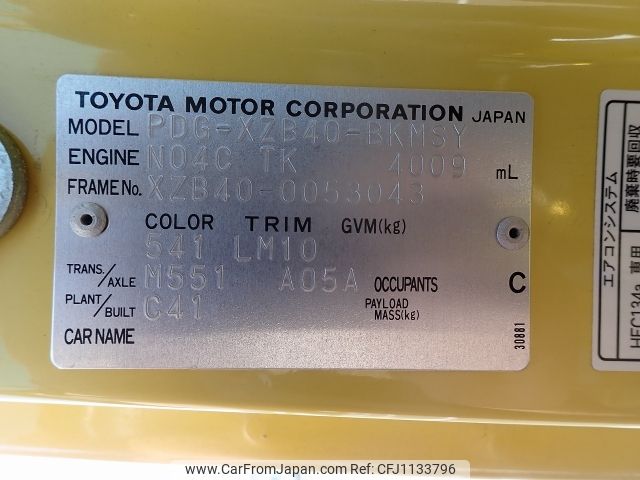 TOYOTA MOTOR CORPORATION JAPAN
MODEL PDG-XZB40-BKMSY
ENGINE N04C TK 4009 mL
FRAME No. XZB40-0053043
COLOR TRIM GVM(kg)
541 LM10
TRANS./AXLE M551 A05A OCCUPANTS C
PLANT/BUILT C41 PAYLOAD MASS(kg)
CAR NAME
30881
エアコンシステム
廃棄時要回収
HFC134a 専用
www.CarFromJapan.com - CFJ1133796